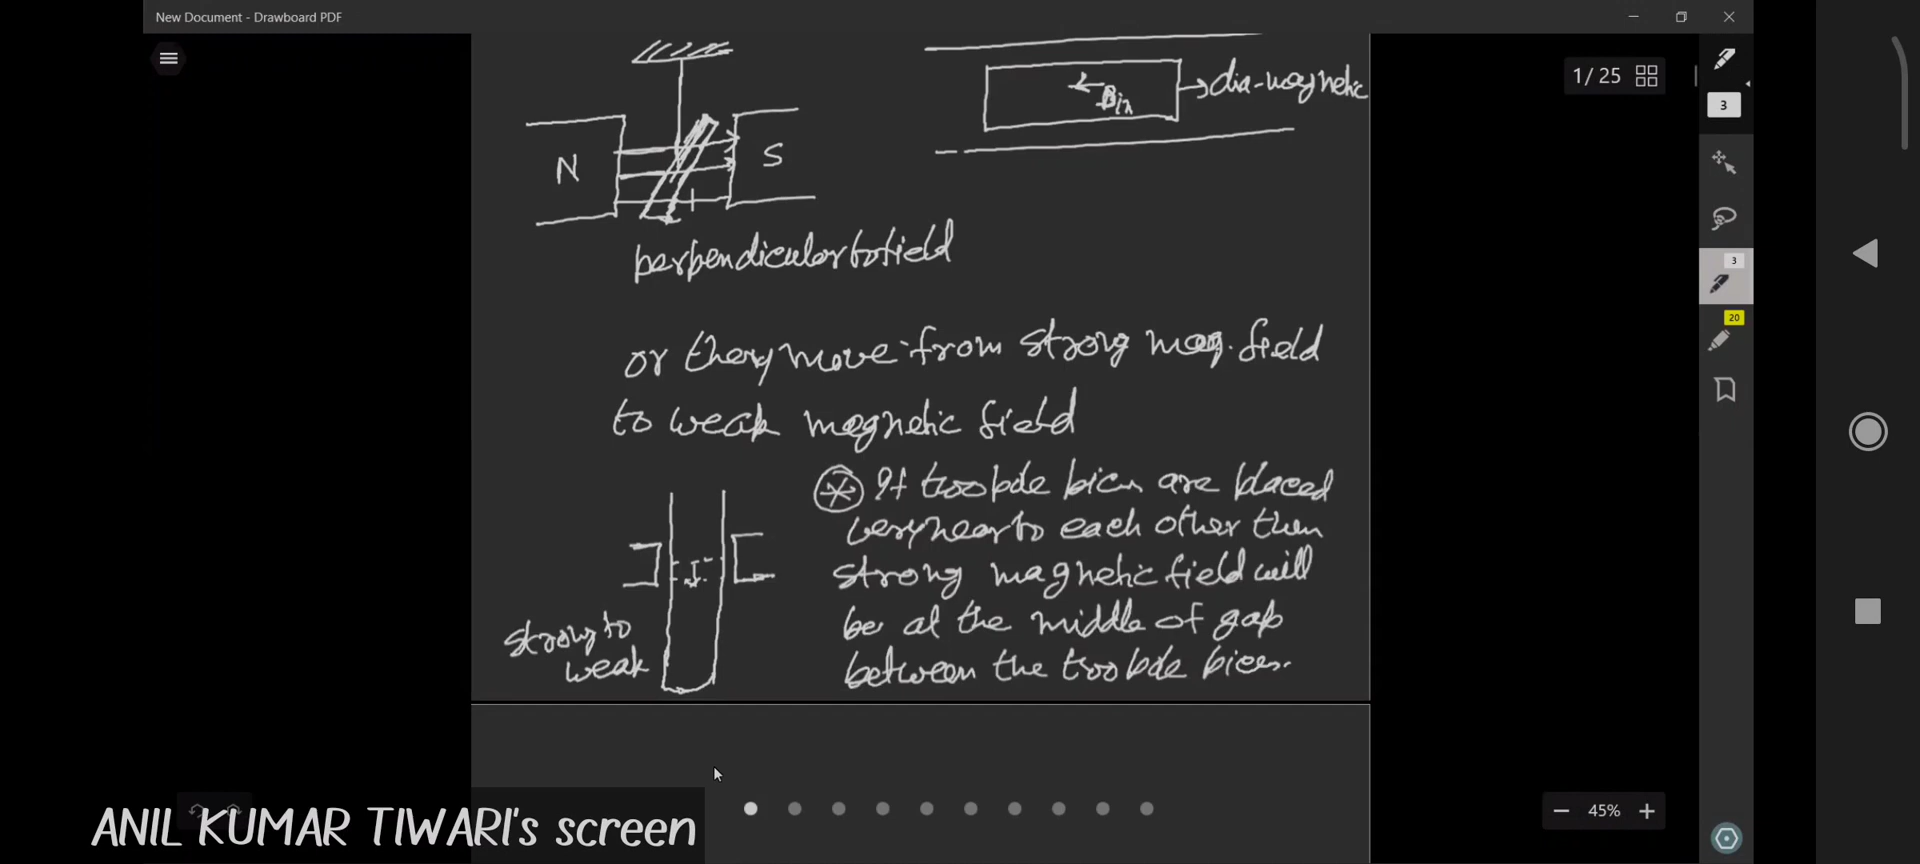 New Document - Drawboard PDF
1 / 25
3
3
20
N
S
Bin
dia-magnetic
perpendicular to field
or they move from strong mag. field
to weak magnetic field
If two pole pices are placed
very near to each other then
strong magnetic field will
be at the middle of gap
between the two pole pices.
strong to
weak
45%
ANIL KUMAR TIWARI's screen